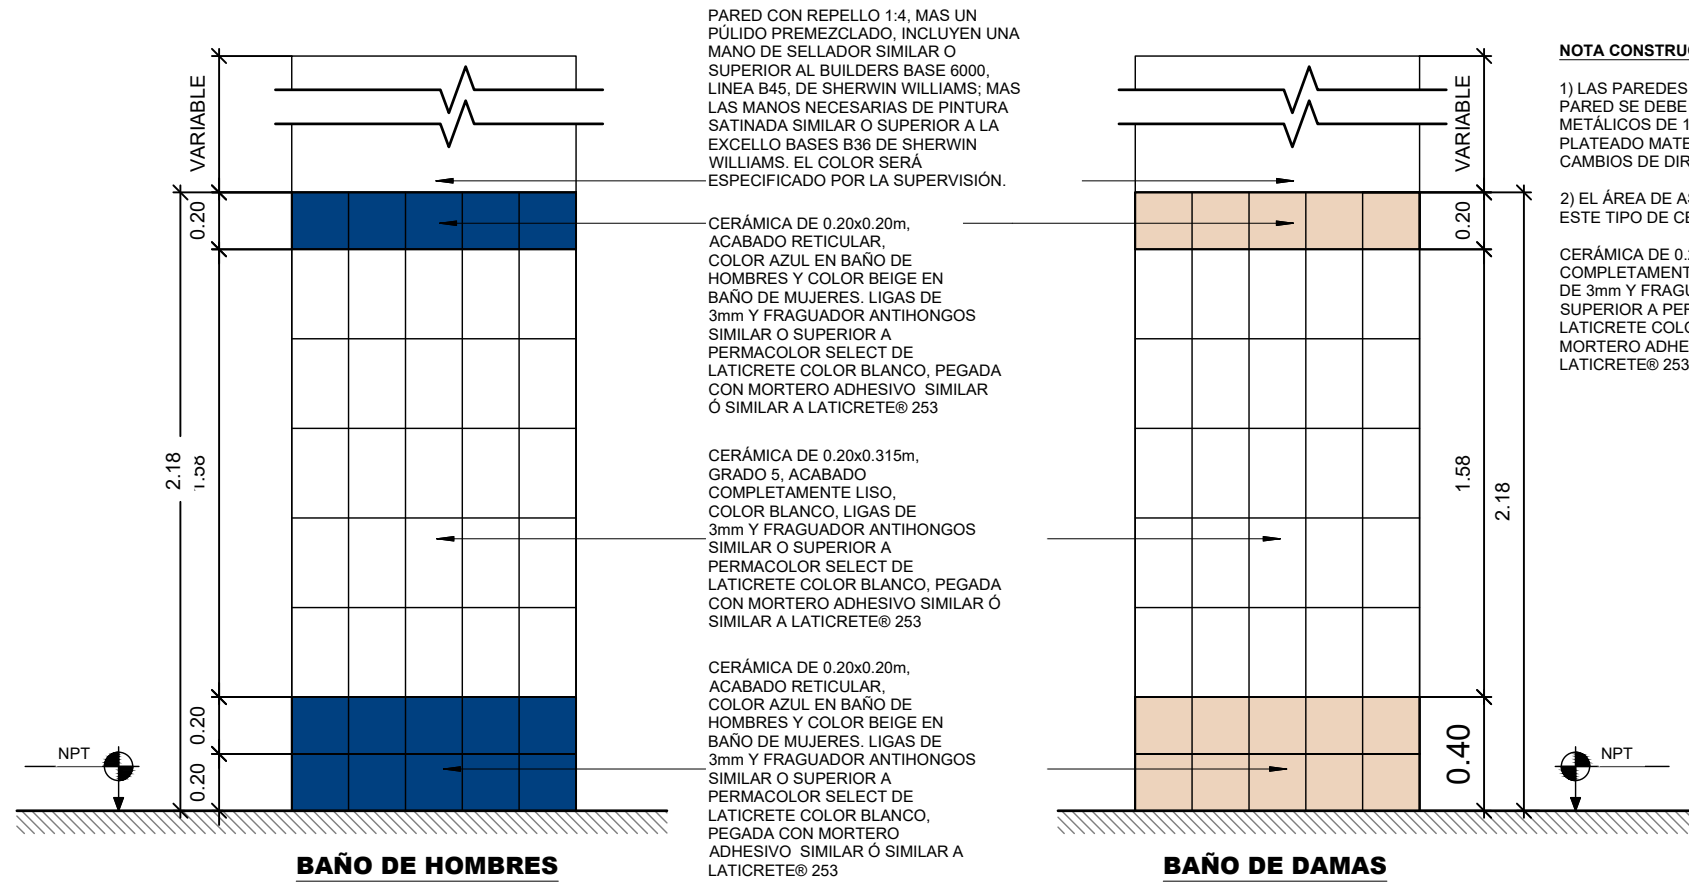 PARED CON REPELLO 1:4, MAS UN
PÚLIDO PREMEZCLADO, INCLUYEN UNA
MANO DE SELLADOR SIMILAR O
SUPERIOR AL BUILDERS BASE 6000,
LINEA B45, DE SHERWIN WILLIAMS; MAS
LAS MANOS NECESARIAS DE PINTURA
SATINADA SIMILAR O SUPERIOR A LA
EXCELLO BASES B36 DE SHERWIN
WILLIAMS. EL COLOR SERÁ
ESPECIFICADO POR LA SUPERVISIÓN.
CERÁMICA DE 0.20x0.20m,
ACABADO RETICULAR,
COLOR AZUL EN BAÑO DE
HOMBRES Y COLOR BEIGE EN
BAÑO DE MUJERES. LIGAS DE
3mm Y FRAGUADOR ANTIHONGOS
SIMILAR O SUPERIOR A
PERMACOLOR SELECT DE
LATICRETE COLOR BLANCO, PEGADA
CON MORTERO ADHESIVO SIMILAR
Ó SIMILAR A LATICRETE® 253
CERÁMICA DE 0.20x0.315m,
GRADO 5, ACABADO
COMPLETAMENTE LISO,
COLOR BLANCO, LIGAS DE
3mm Y FRAGUADOR ANTIHONGOS
SIMILAR O SUPERIOR A
PERMACOLOR SELECT DE
LATICRETE COLOR BLANCO, PEGADA
CON MORTERO ADHESIVO SIMILAR Ó
SIMILAR A LATICRETE® 253
CERÁMICA DE 0.20x0.20m,
ACABADO RETICULAR,
COLOR AZUL EN BAÑO DE
HOMBRES Y COLOR BEIGE EN
BAÑO DE MUJERES. LIGAS DE
3mm Y FRAGUADOR ANTIHONGOS
SIMILAR O SUPERIOR A
PERMACOLOR SELECT DE
LATICRETE COLOR BLANCO,
PEGADA CON MORTERO
ADHESIVO SIMILAR Ó SIMILAR A
LATICRETE® 253
VARIABLE
0.20
2.18
1.58
0.20
0.20
NPT
BAÑO DE HOMBRES
VARIABLE
0.20
1.58
2.18
0.40
NPT
BAÑO DE DAMAS
NOTA CONSTRU
1) LAS PAREDES
PARED SE DEBE
METÁLICOS DE 1
PLATEADO MATE
CAMBIOS DE DIR
2) EL ÁREA DE AS
ESTE TIPO DE CE
CERÁMICA DE 0.
COMPLETAMENT
DE 3mm Y FRAGU
SUPERIOR A PER
LATICRETE COLO
MORTERO ADHE
LATICRETE® 253